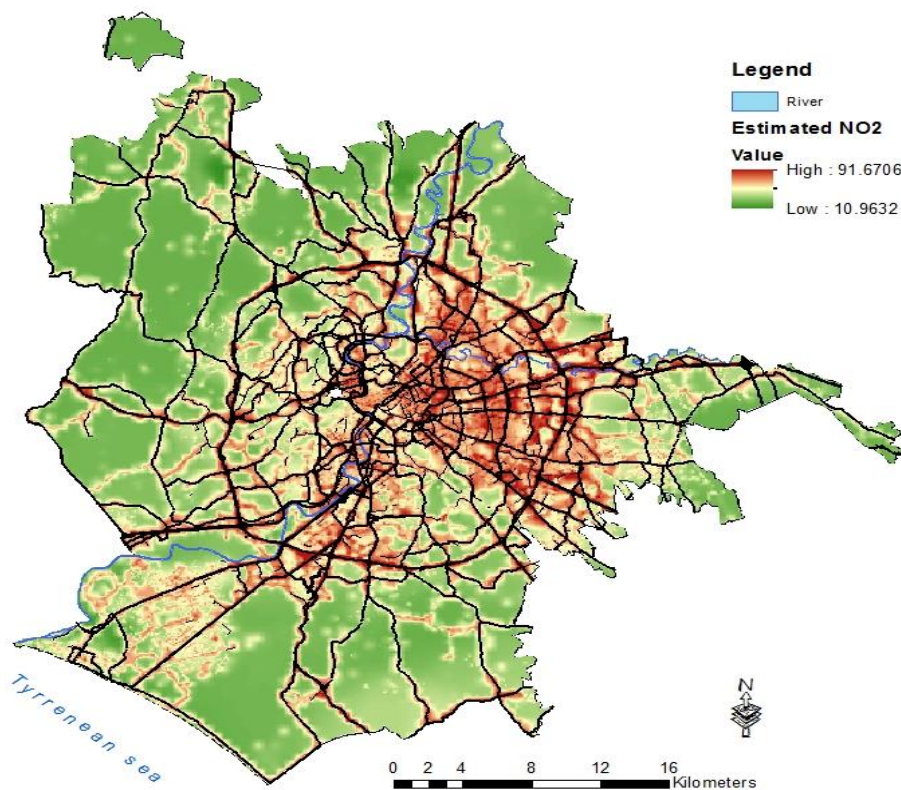 Legend
River
Estimated NO2
Value
High : 91.6706
Low : 10.9632
Tyrrenean sea
N
0 2 4 8 12 16
Kilometers